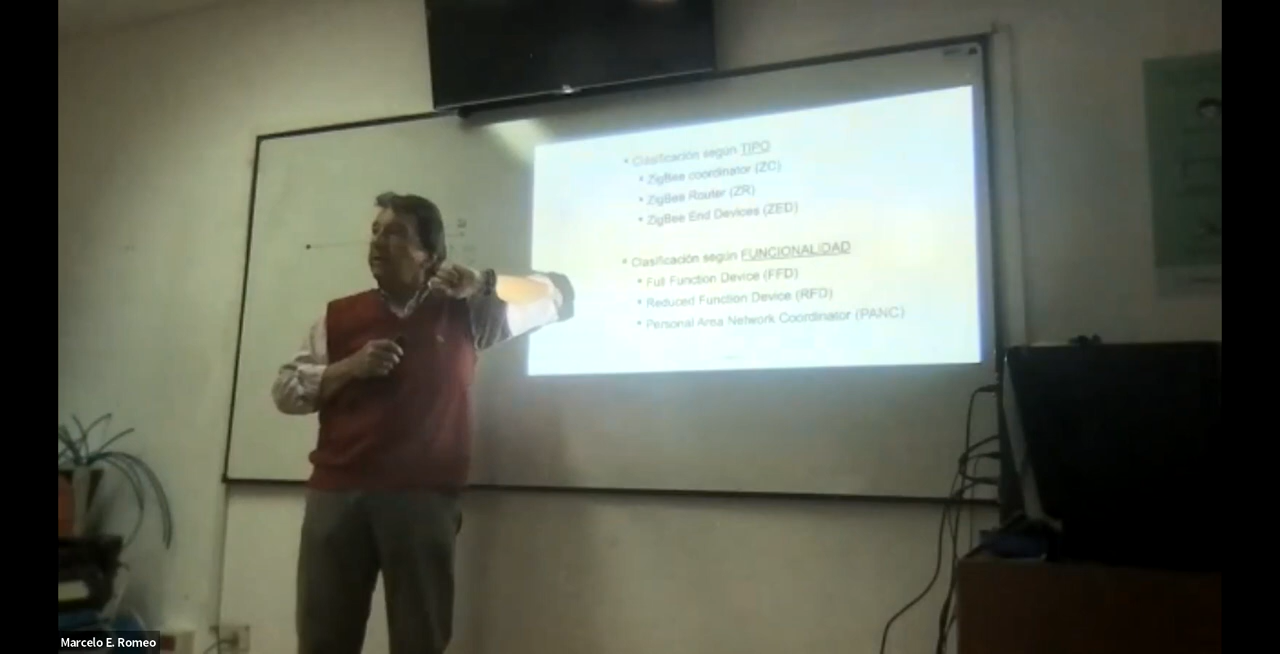 • Clasificación según TIPO
• ZigBee coordinator (ZC)
• ZigBee Router (ZR)
• ZigBee End Devices (ZED)
• Clasificación según FUNCIONALIDAD
• Full Function Device (FFD)
• Reduced Function Device (RFD)
• Personal Area Network Coordinator (PANC)
Marcelo E. Romeo